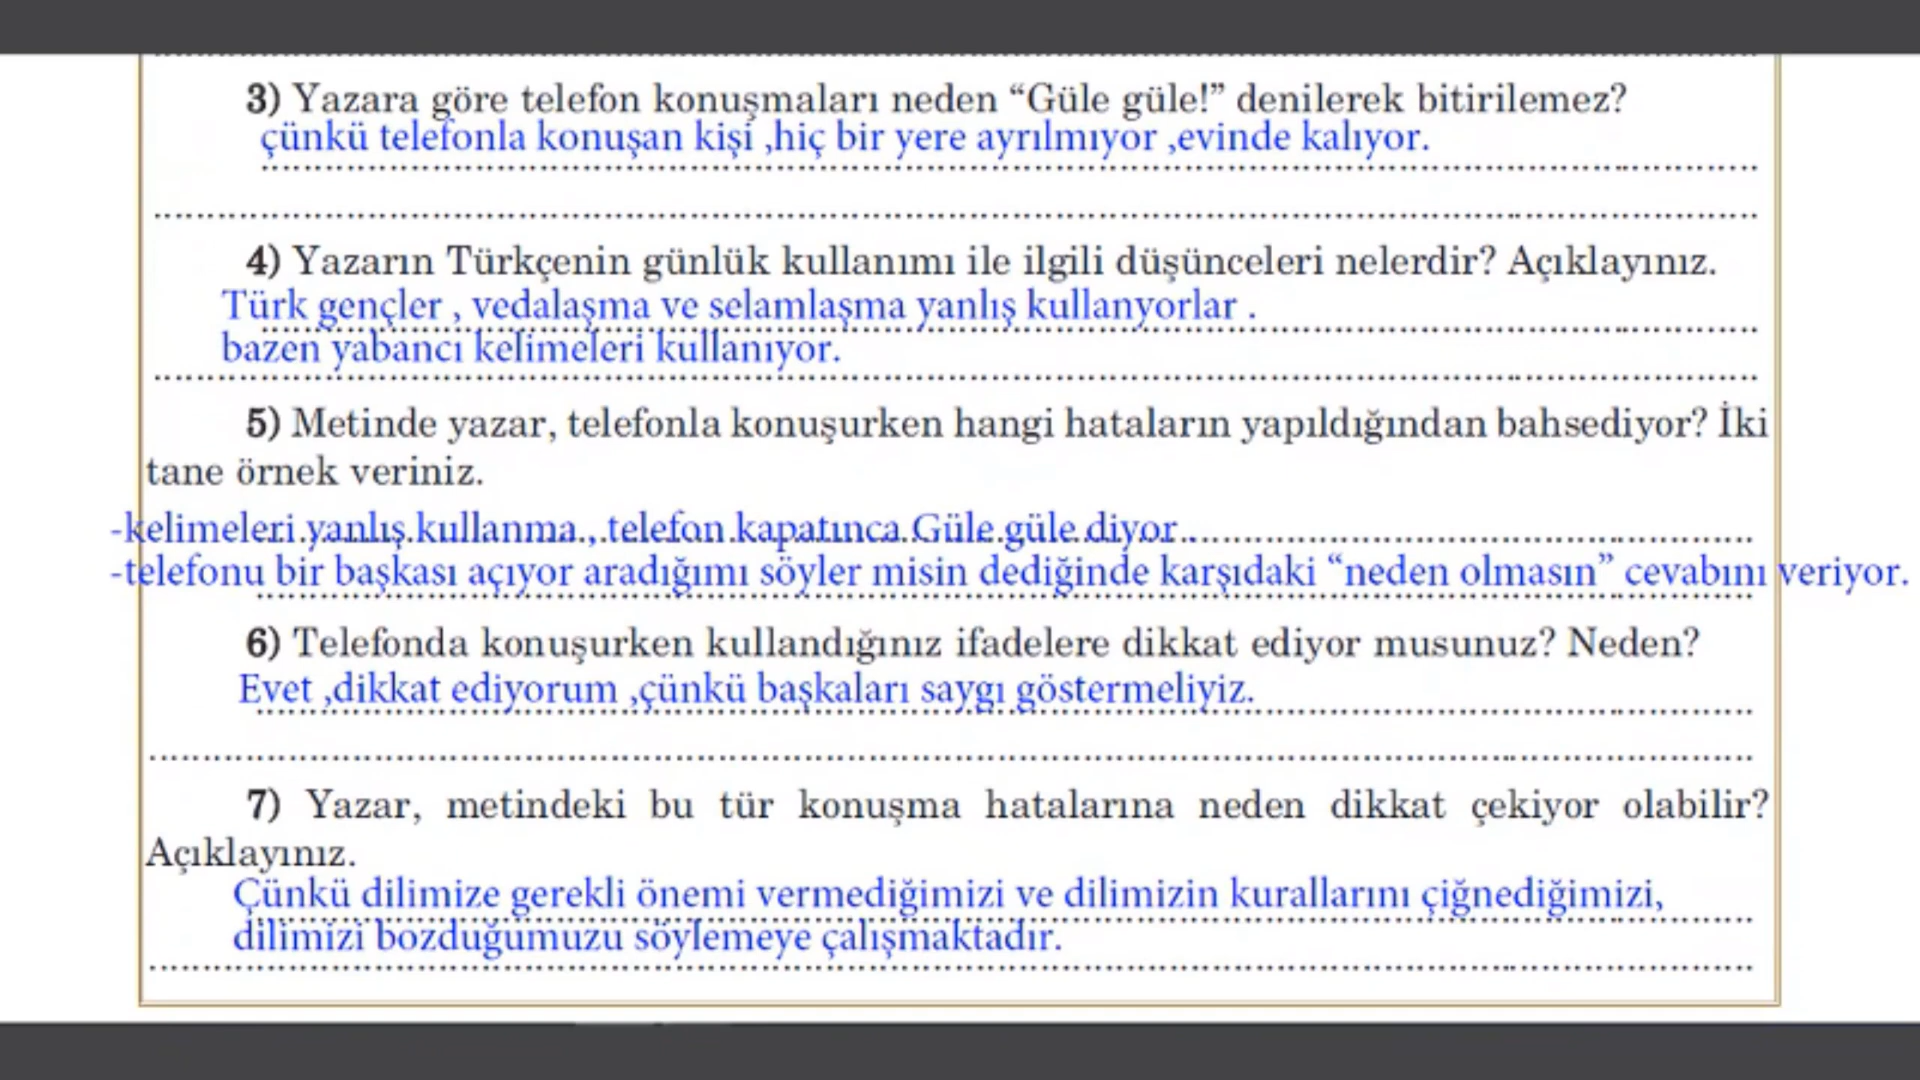 3) Yazara göre telefon konuşmaları neden “Güle güle!” denilerek bitirilemez?
çünkü telefonla konuşan kişi ,hiç bir yere ayrılmıyor ,evinde kalıyor.
4) Yazarın Türkçenin günlük kullanımı ile ilgili düşünceleri nelerdir? Açıklayınız.
Türk gençler , vedalaşma ve selamlaşma yanlış kullanyorlar .
bazen yabancı kelimeleri kullanıyor.
5) Metinde yazar, telefonla konuşurken hangi hataların yapıldığından bahsediyor? İki
tane örnek veriniz.
-kelimeleri yanlış kullanma , telefon kapatınca Güle güle diyor .
-telefonu bir başkası açıyor aradığımı söyler misin dediğinde karşıdaki “neden olmasın” cevabını veriyor.
6) Telefonda konuşurken kullandığınız ifadelere dikkat ediyor musunuz? Neden?
Evet ,dikkat ediyorum ,çünkü başkaları saygı göstermeliyiz.
7) Yazar, metindeki bu tür konuşma hatalarına neden dikkat çekiyor olabilir?
Açıklayınız.
Çünkü dilimize gerekli önemi vermediğimizi ve dilimizin kurallarını çiğnediğimizi,
dilimizi bozduğumuzu söylemeye çalışmaktadır.